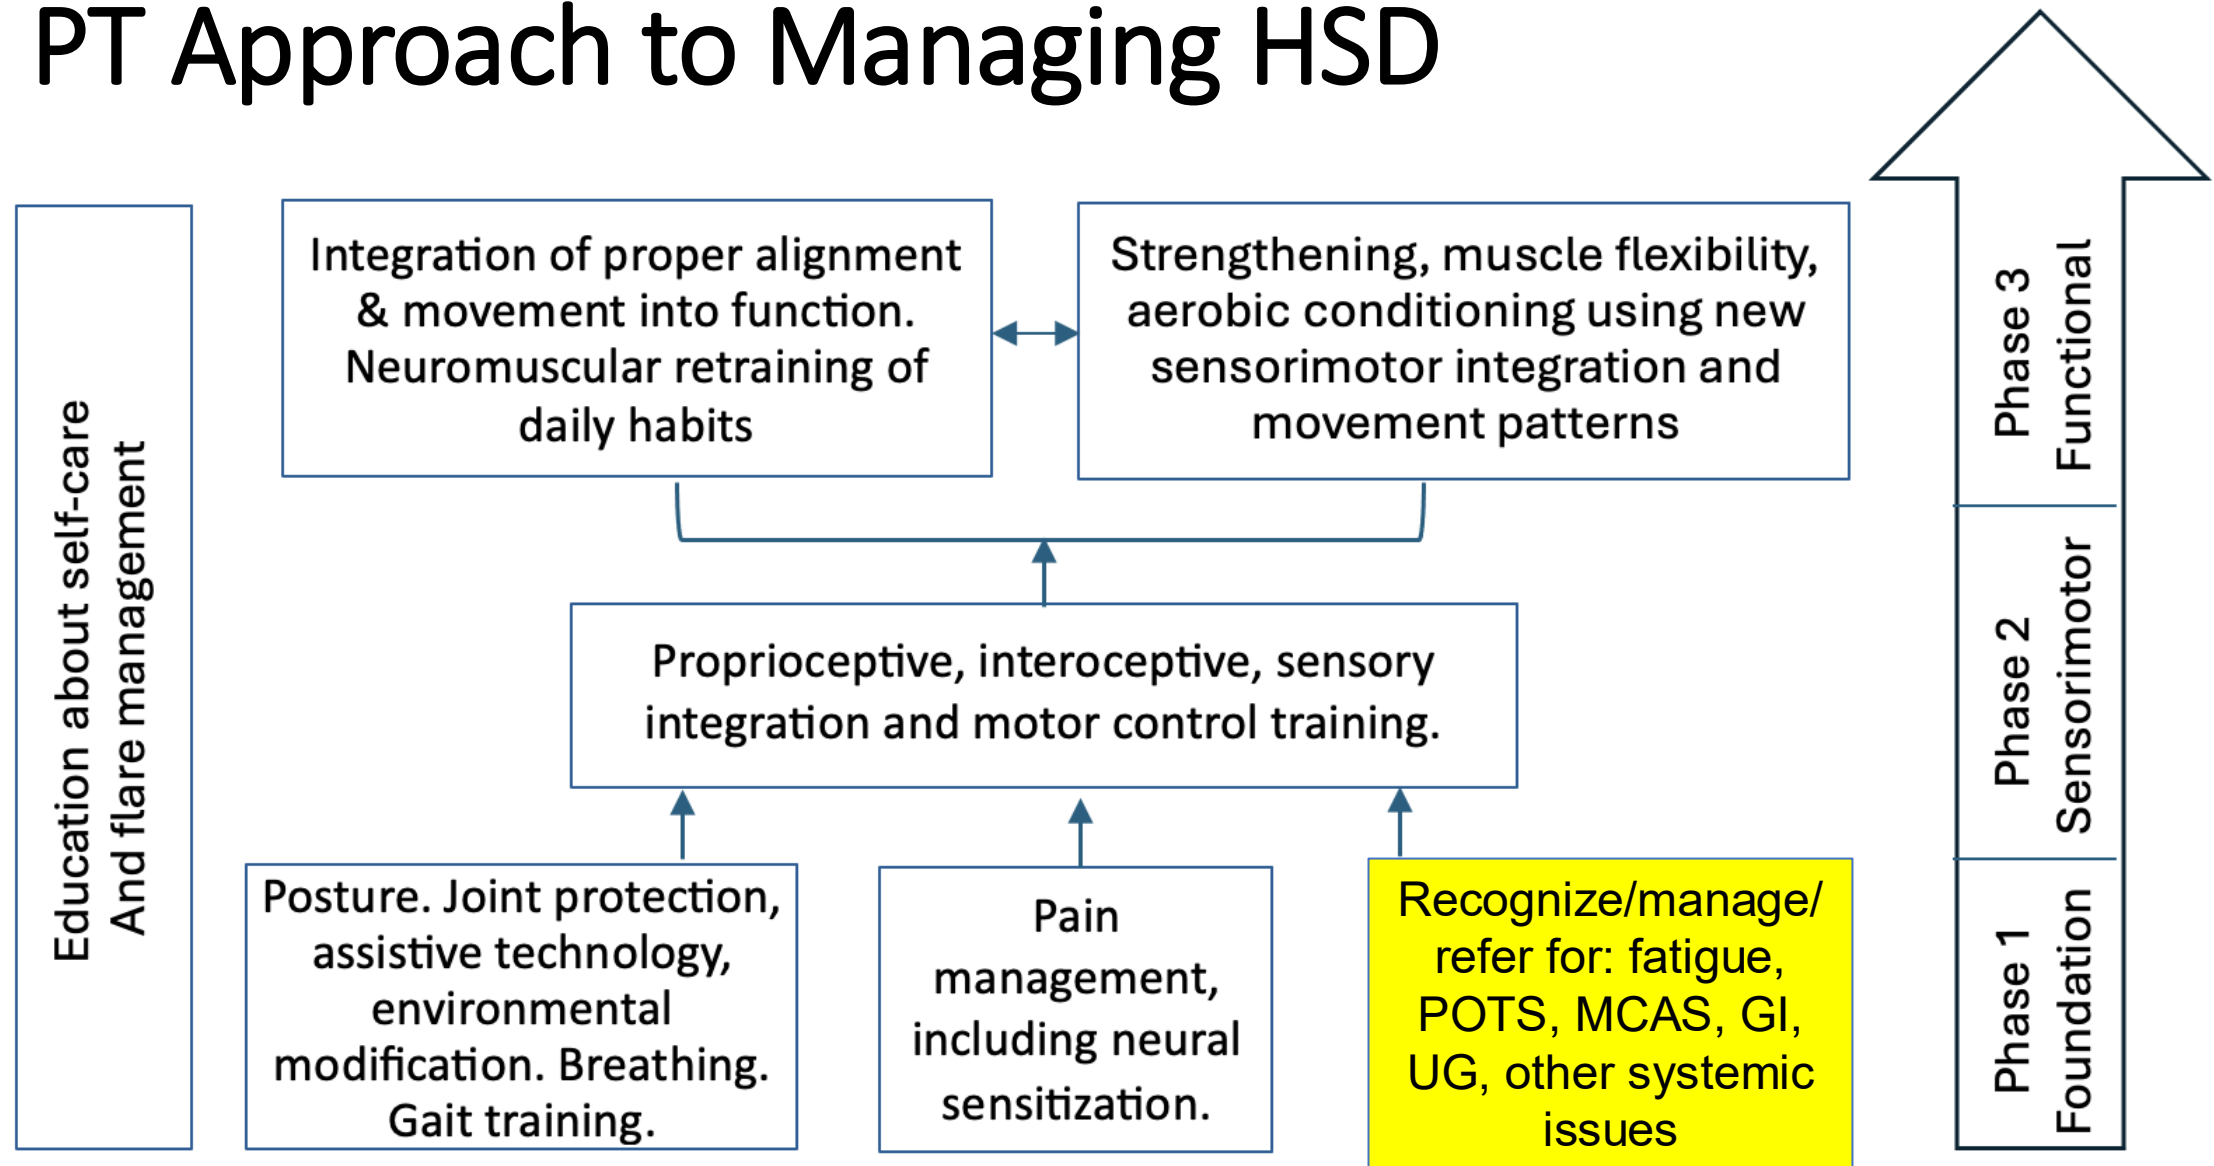 PT Approach to Managing HSD
Education about self-care
And flare management
Integration of proper alignment
& movement into function.
Neuromuscular retraining of
daily habits
Strengthening, muscle flexibility,
aerobic conditioning using new
sensorimotor integration and
movement patterns
Proprioceptive, interoceptive, sensory
integration and motor control training.
Posture. Joint protection,
assistive technology,
environmental
modification. Breathing.
Gait training.
Pain
management,
including neural
sensitization.
Recognize/manage/
refer for: fatigue,
POTS, MCAS, GI,
UG, other systemic
issues
Phase 3
Functional
Phase 2
Sensorimotor
Phase 1
Foundation